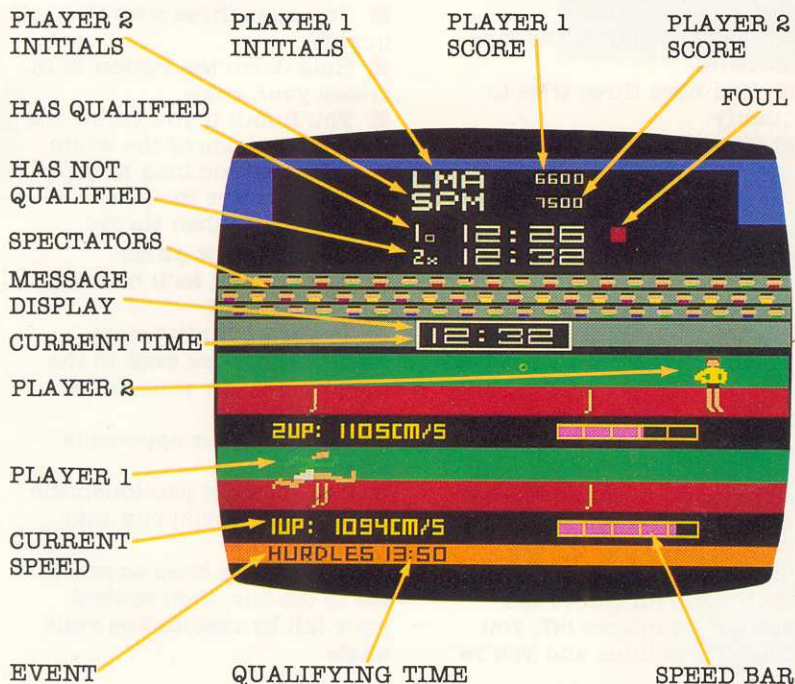 PLAYER 2 INITIALS
PLAYER 1 INITIALS
PLAYER 1 SCORE
PLAYER 2 SCORE
HAS QUALIFIED
FOUL
HAS NOT QUALIFIED
SPECTATORS
MESSAGE DISPLAY
CURRENT TIME
PLAYER 2
PLAYER 1
CURRENT SPEED
EVENT
QUALIFYING TIME
SPEED BAR
LMA 6600
SPM 7500
1o 12:26
2x 12:32
12:32
2UP: 1105CM/S
1UP: 1094CM/S
HURDLES 13:50